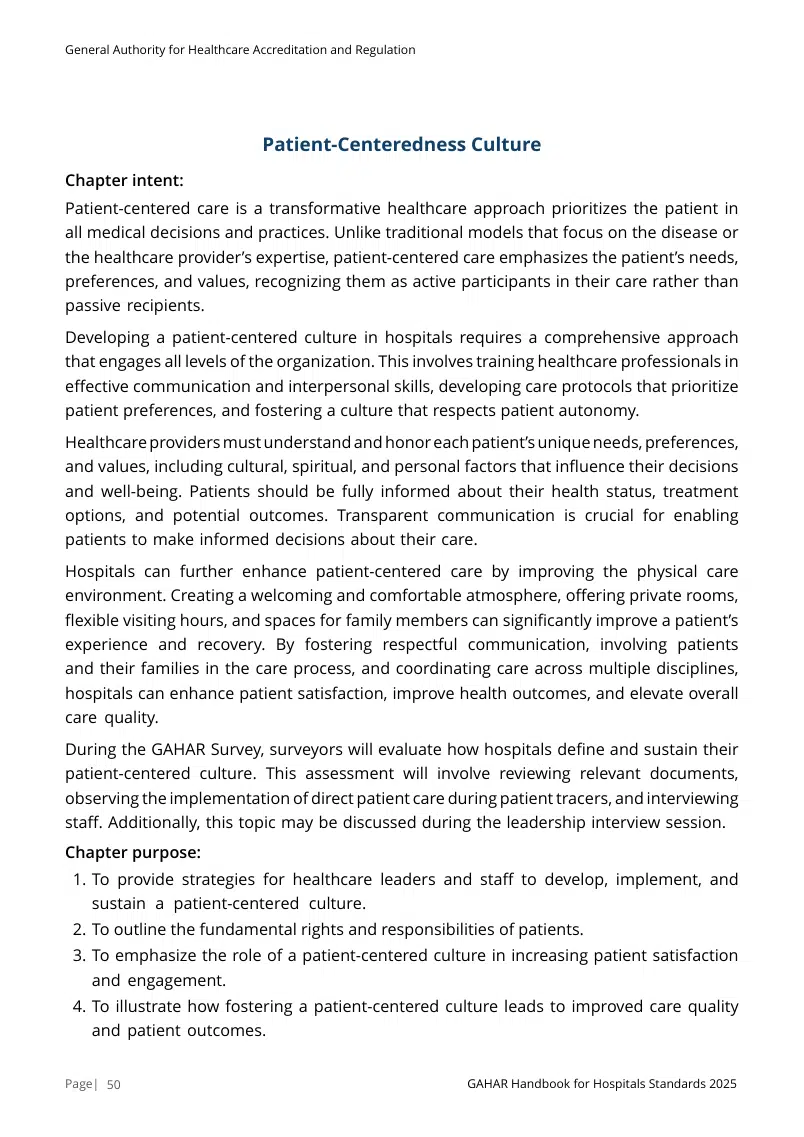 General Authority for Healthcare Accreditation and Regulation
Patient-Centeredness Culture
Chapter intent:
Patient-centered care is a transformative healthcare approach prioritizes the patient in
all medical decisions and practices. Unlike traditional models that focus on the disease or
the healthcare provider’s expertise, patient-centered care emphasizes the patient’s needs,
preferences, and values, recognizing them as active participants in their care rather than
passive recipients.
Developing a patient-centered culture in hospitals requires a comprehensive approach
that engages all levels of the organization. This involves training healthcare professionals in
effective communication and interpersonal skills, developing care protocols that prioritize
patient preferences, and fostering a culture that respects patient autonomy.
Healthcare providers must understand and honor each patient’s unique needs, preferences,
and values, including cultural, spiritual, and personal factors that influence their decisions
and well-being. Patients should be fully informed about their health status, treatment
options, and potential outcomes. Transparent communication is crucial for enabling
patients to make informed decisions about their care.
Hospitals can further enhance patient-centered care by improving the physical care
environment. Creating a welcoming and comfortable atmosphere, offering private rooms,
flexible visiting hours, and spaces for family members can significantly improve a patient’s
experience and recovery. By fostering respectful communication, involving patients
and their families in the care process, and coordinating care across multiple disciplines,
hospitals can enhance patient satisfaction, improve health outcomes, and elevate overall
care quality.
During the GAHAR Survey, surveyors will evaluate how hospitals define and sustain their
patient-centered culture. This assessment will involve reviewing relevant documents,
observing the implementation of direct patient care during patient tracers, and interviewing
staff. Additionally, this topic may be discussed during the leadership interview session.
Chapter purpose:
1. To provide strategies for healthcare leaders and staff to develop, implement, and
sustain a patient-centered culture.
2. To outline the fundamental rights and responsibilities of patients.
3. To emphasize the role of a patient-centered culture in increasing patient satisfaction
and engagement.
4. To illustrate how fostering a patient-centered culture leads to improved care quality
and patient outcomes.
Page| 50
GAHAR Handbook for Hospitals Standards 2025